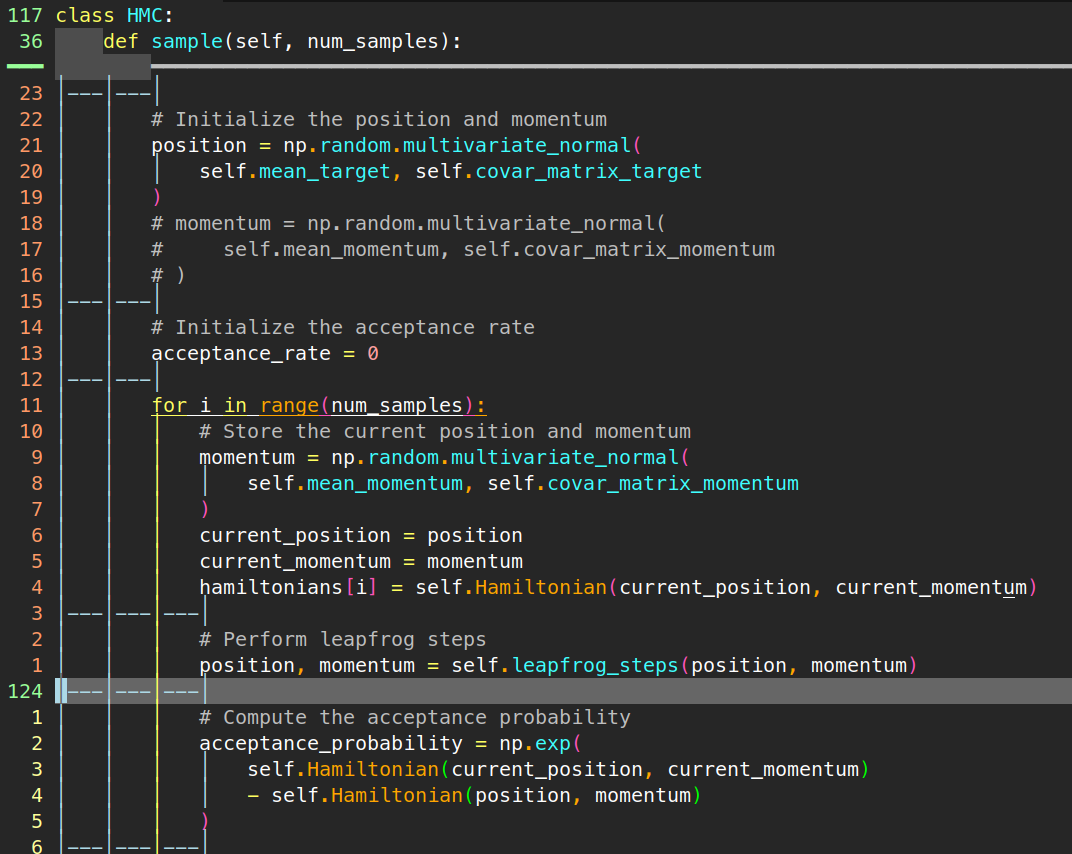 117 class HMC:
36 def sample(self, num_samples):
23
22 # Initialize the position and momentum
21 position = np.random.multivariate_normal(
20 self.mean_target, self.covar_matrix_target
19 )
18 # momentum = np.random.multivariate_normal(
17 # self.mean_momentum, self.covar_matrix_momentum
16 # )
15
14 # Initialize the acceptance rate
13 acceptance_rate = 0
12
11 for i in range(num_samples):
10 # Store the current position and momentum
9 momentum = np.random.multivariate_normal(
8 self.mean_momentum, self.covar_matrix_momentum
7 )
6 current_position = position
5 current_momentum = momentum
4 hamiltonians[i] = self.Hamiltonian(current_position, current_momentum)
3
2 # Perform leapfrog steps
1 position, momentum = self.leapfrog_steps(position, momentum)
124
1 # Compute the acceptance probability
2 acceptance_probability = np.exp(
3 self.Hamiltonian(current_position, current_momentum)
4 - self.Hamiltonian(position, momentum)
5 )
6